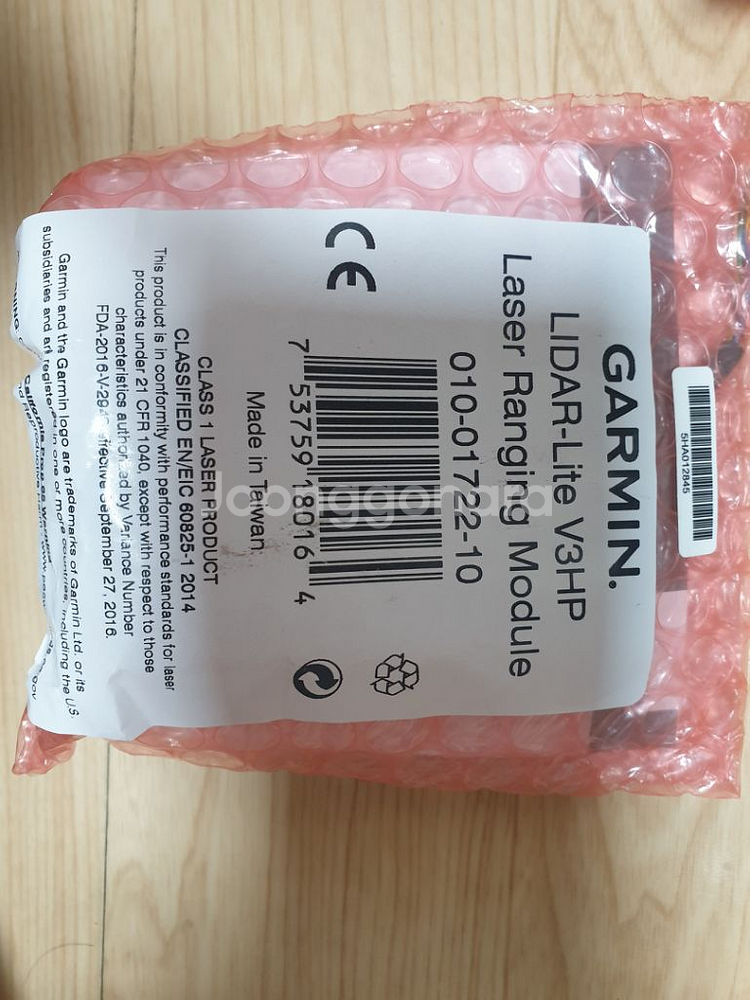 GARMIN.
LIDAR-Lite V3HP
Laser Ranging Module
010-01722-10
7 53759 18016 4
Made in Taiwan
CLASS 1 LASER PRODUCT
CLASSIFIED EN/EIC 60825-1 2014
This product is in conformity with performance standards for laser
products under 21 CFR 1040, except with respect to those
characteristics authorized by Variance Number
effective September 27, 2016.
Garmin and the Garmin logo are trademarks of Garmin Ltd. or its
subsidiaries and are registered in one or more countries, including the U.S.
5HA012845
CE
Joonggonara